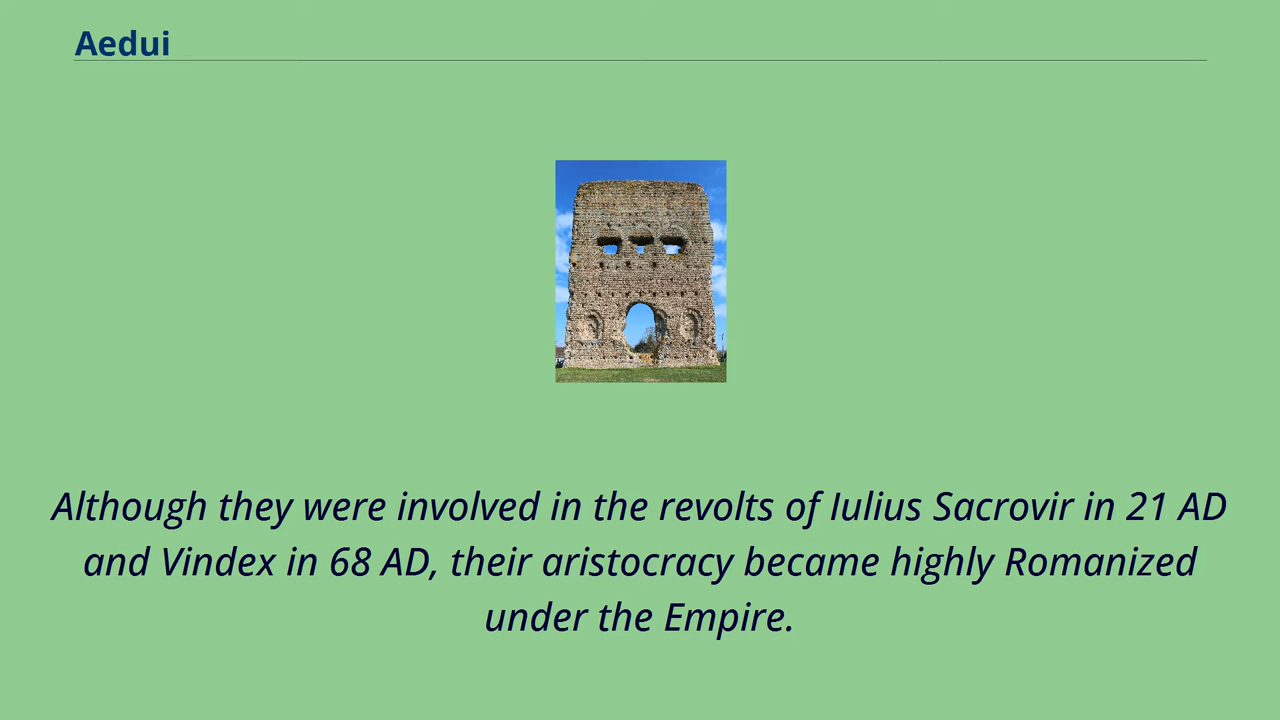 Aedui
Although they were involved in the revolts of Iulius Sacrovir in 21 AD
and Vindex in 68 AD, their aristocracy became highly Romanized
under the Empire.